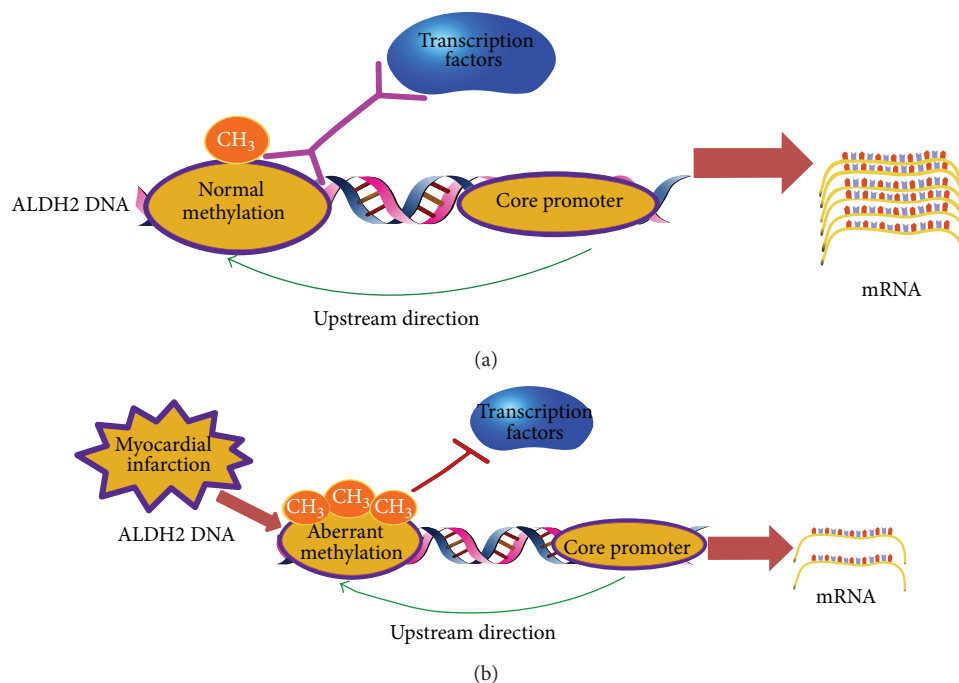 Transcription
factors
CH3
Normal
methylation
ALDH2 DNA
Core promoter
mRNA
Upstream direction
(a)
Transcription
factors
Myocardial
infarction
CH3
CH3
CH3
ALDH2 DNA
Aberrant
methylation
Core promoter
mRNA
Upstream direction
(b)